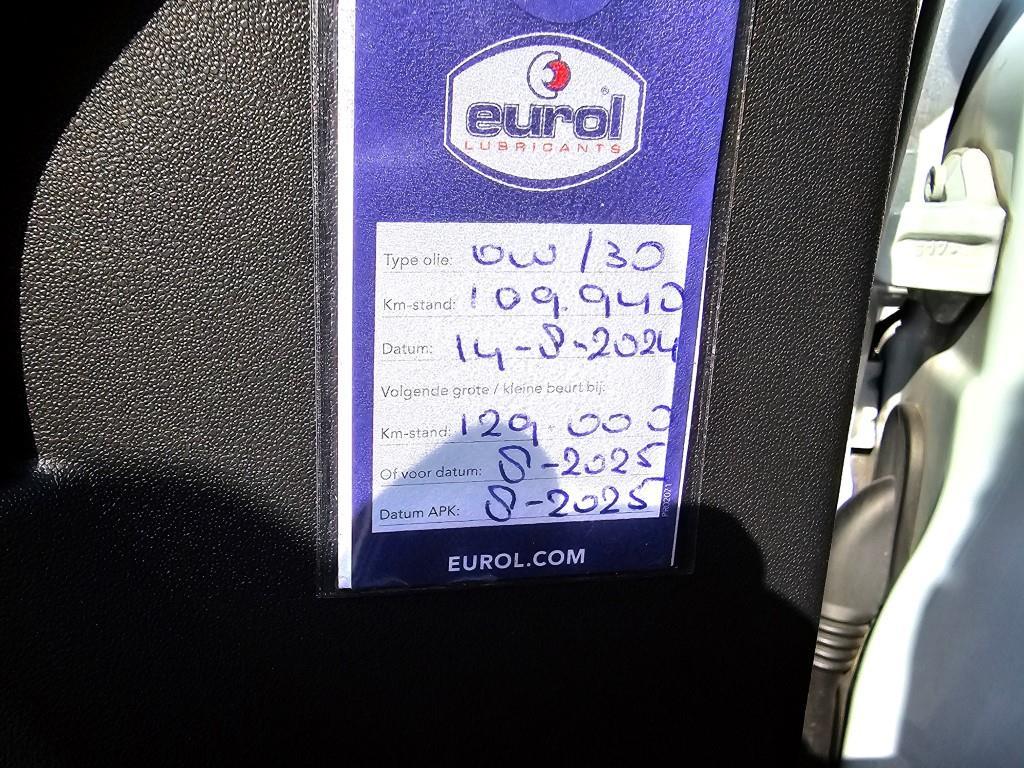 eurol®
LUBRICANTS
Type olie: 0W/30
Km-stand: 109.940
Datum: 14-8-2024
Volgende grote / kleine beurt bij:
Km-stand: 129.000
Of voor datum: 8-2025
Datum APK: 8-2025
EUROL.COM